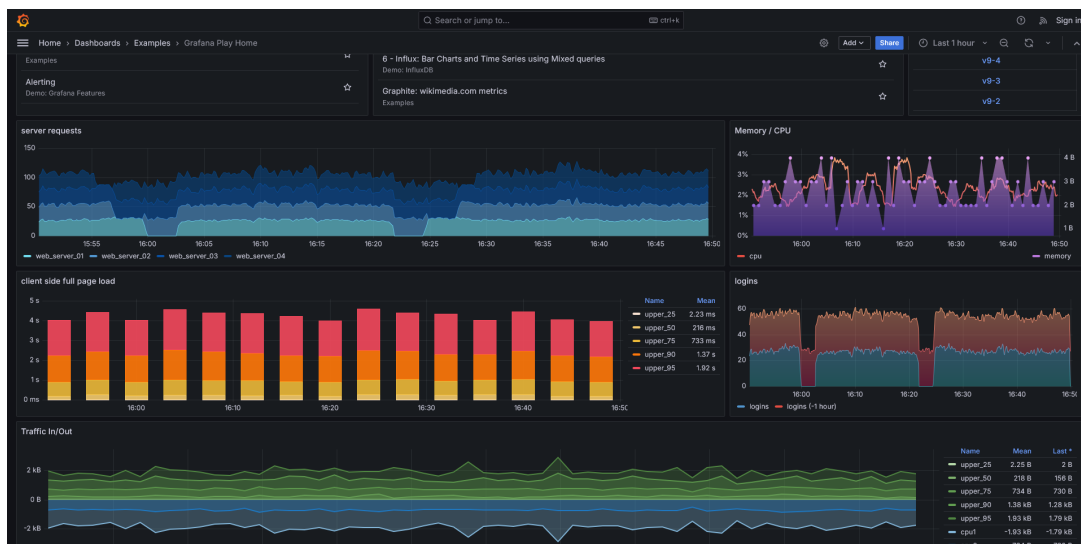 Search or jump to...
ctrl+k
Sign in
Home > Dashboards > Examples > Grafana Play Home
Add
Share
Last 1 hour
Examples
Alerting
Demo: Grafana Features
6 - Influx: Bar Charts and Time Series using Mixed queries
Demo: InfluxDB
Graphite: wikimedia.com metrics
Examples
v9-4
v9-3
v9-2
server requests
150
100
50
0
15:55 16:00 16:05 16:10 16:15 16:20 16:25 16:30 16:35 16:40 16:45 16:50
web_server_01 web_server_02 web_server_03 web_server_04
Memory / CPU
4% 4 B
3% 3 B
2% 2 B
1% 1 B
0%
16:00 16:10 16:20 16:30 16:40 16:50
cpu memory
client side full page load
5 s
4 s
3 s
2 s
1 s
0 ms
16:00 16:10 16:20 16:30 16:40 16:50
Name Mean
upper_25 2.23 ms
upper_50 216 ms
upper_75 733 ms
upper_90 1.37 s
upper_95 1.92 s
logins
60
40
20
0
16:00 16:10 16:20 16:30 16:40 16:50
logins logins (-1 hour)
Traffic In/Out
2 kB
0 B
-2 kB
Name Mean Last *
upper_25 2.25 B 2 B
upper_50 218 B 156 B
upper_75 734 B 730 B
upper_90 1.38 kB 1.28 kB
upper_95 1.93 kB 1.79 kB
cpu1 -1.93 kB -1.79 kB